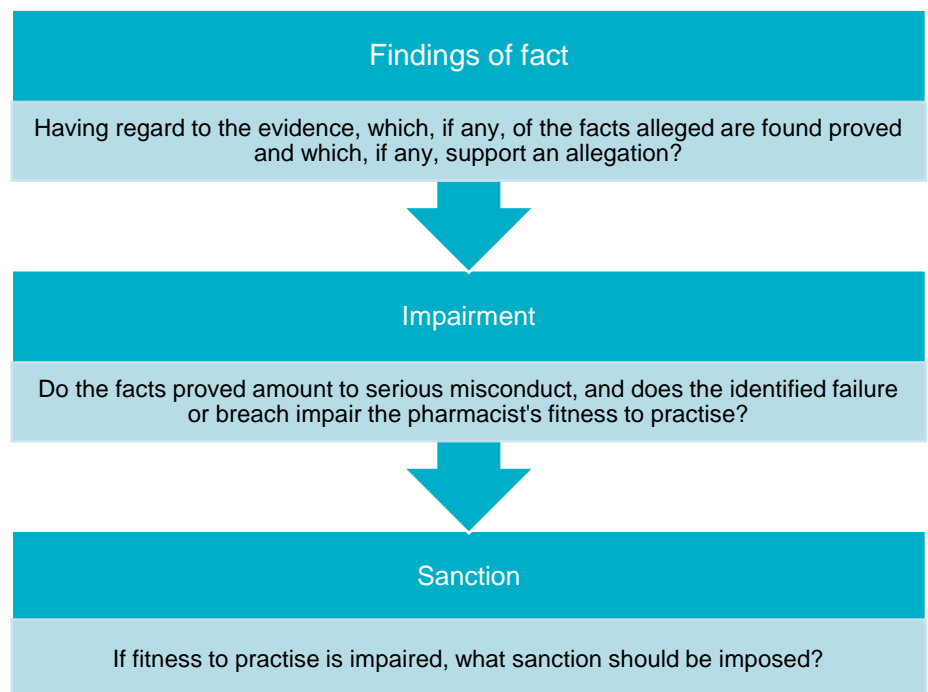 Findings of fact
Having regard to the evidence, which, if any, of the facts alleged are found proved
and which, if any, support an allegation?
Impairment
Do the facts proved amount to serious misconduct, and does the identified failure
or breach impair the pharmacist's fitness to practise?
Sanction
If fitness to practise is impaired, what sanction should be imposed?